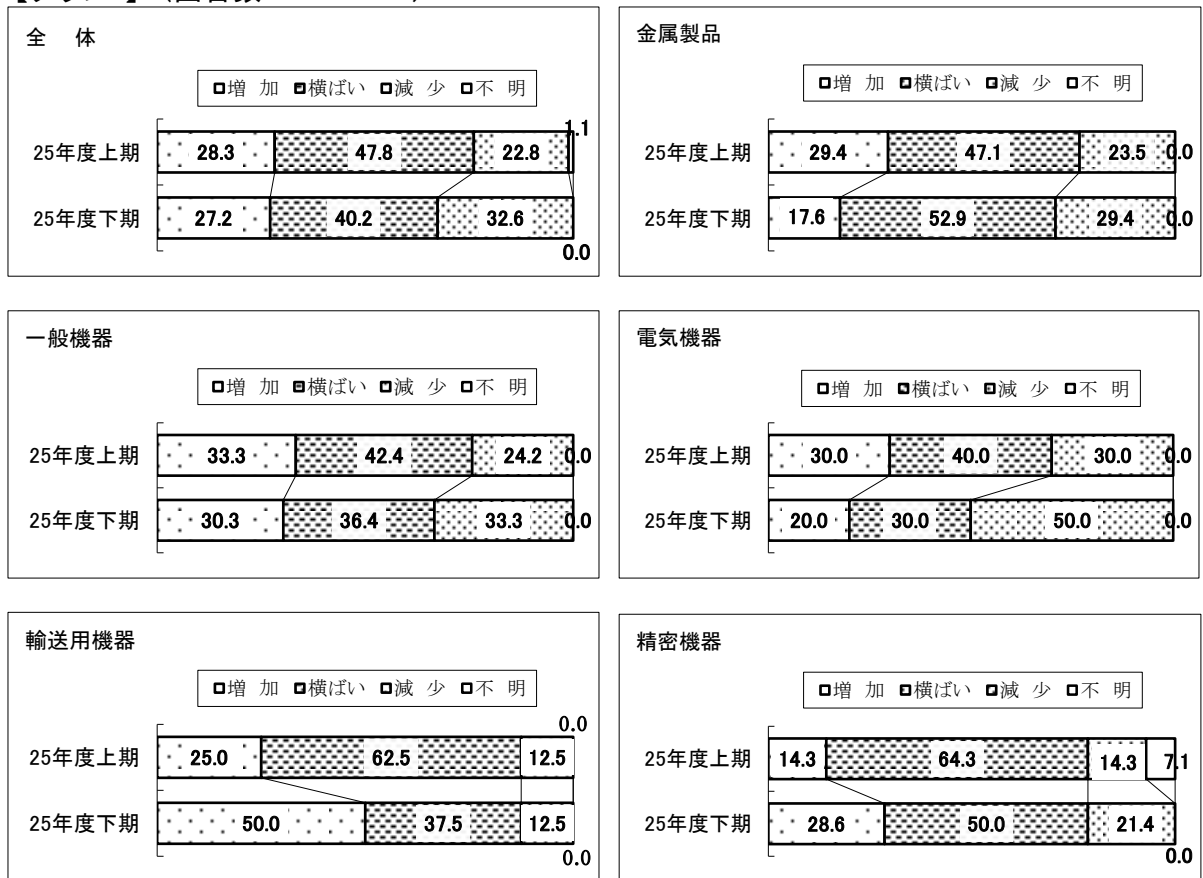 全　体
□増 加 ■横ばい □減 少 □不 明
1.1
25年度上期 28.3 47.8 22.8
25年度下期 27.2 40.2 32.6
0.0
金属製品
□増 加 ■横ばい □減 少 □不 明
25年度上期 29.4 47.1 23.5 0.0
25年度下期 17.6 52.9 29.4 0.0
一般機器
□増 加 ■横ばい □減 少 □不 明
25年度上期 33.3 42.4 24.2 0.0
25年度下期 30.3 36.4 33.3 0.0
電気機器
□増 加 ■横ばい □減 少 □不 明
25年度上期 30.0 40.0 30.0 0.0
25年度下期 20.0 30.0 50.0 0.0
輸送用機器
□増 加 ■横ばい □減 少 □不 明
0.0
25年度上期 25.0 62.5 12.5
25年度下期 50.0 37.5 12.5
0.0
精密機器
□増 加 ■横ばい □減 少 □不 明
25年度上期 14.3 64.3 14.3 7.1
25年度下期 28.6 50.0 21.4
0.0